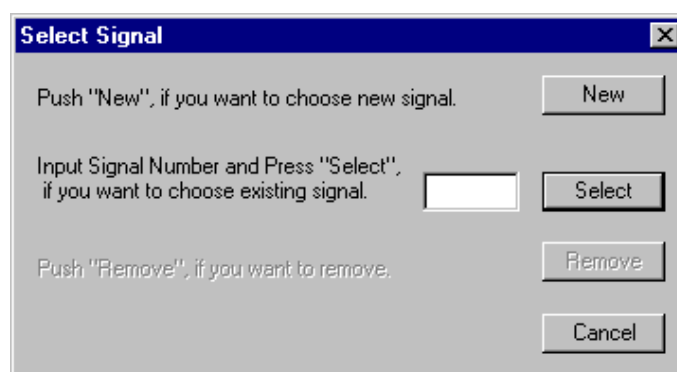 Select Signal
Push "New", if you want to choose new signal.
New
Input Signal Number and Press "Select",
if you want to choose existing signal.
Select
Push "Remove", if you want to remove.
Remove
Cancel